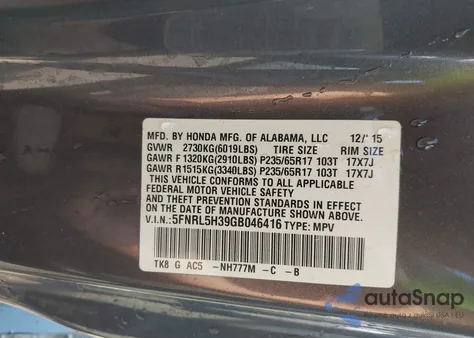 MFD. BY HONDA MFG. OF ALABAMA, LLC 12/15
GVWR 2730KG(6019LBS) TIRE SIZE RIM SIZE
GAWR F 1320KG(2910LBS) P235/65R17 103T 17X7J
GAWR R1515KG(3340LBS) P235/65R17 103T 17X7J
THIS VEHICLE CONFORMS TO ALL APPLICABLE
FEDERAL MOTOR VEHICLE SAFETY AND
THEFT PREVENTION STANDARDS IN EFFECT
ON THE DATE OF MANUFACTURE SHOWN ABOVE.
V.I.N: 5FNRL5H39GB046416 TYPE: MPV
TK8 G AC5 -NH777M -C -B
autoSnap